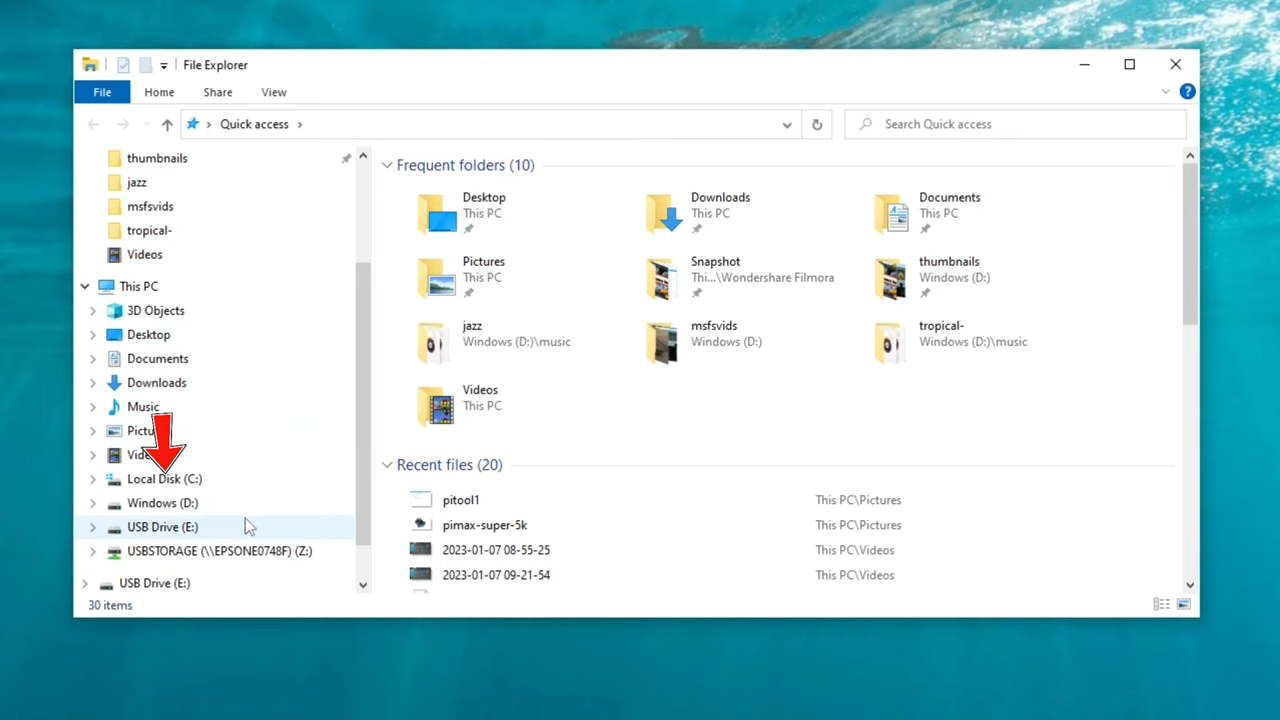 File Explorer
File Home Share View
Quick access
Search Quick access
thumbnails
jazz
msfsvids
tropical-
Videos
This PC
3D Objects
Desktop
Documents
Downloads
Music
Local Disk (C:)
Windows (D:)
USB Drive (E:)
USBSTORAGE (\\EPSONE0748F) (Z:)
USB Drive (E:)
30 items
Frequent folders (10)
Desktop
This PC
Downloads
This PC
Documents
This PC
Pictures
This PC
Snapshot
Thi...\Wondershare Filmora
thumbnails
Windows (D:)
jazz
Windows (D:)\music
msfsvids
Windows (D:)
tropical-
Windows (D:)\music
Videos
This PC
Recent files (20)
pitool1 This PC\Pictures
pimax-super-5k This PC\Pictures
2023-01-07 08-55-25 This PC\Videos
2023-01-07 09-21-54 This PC\Videos